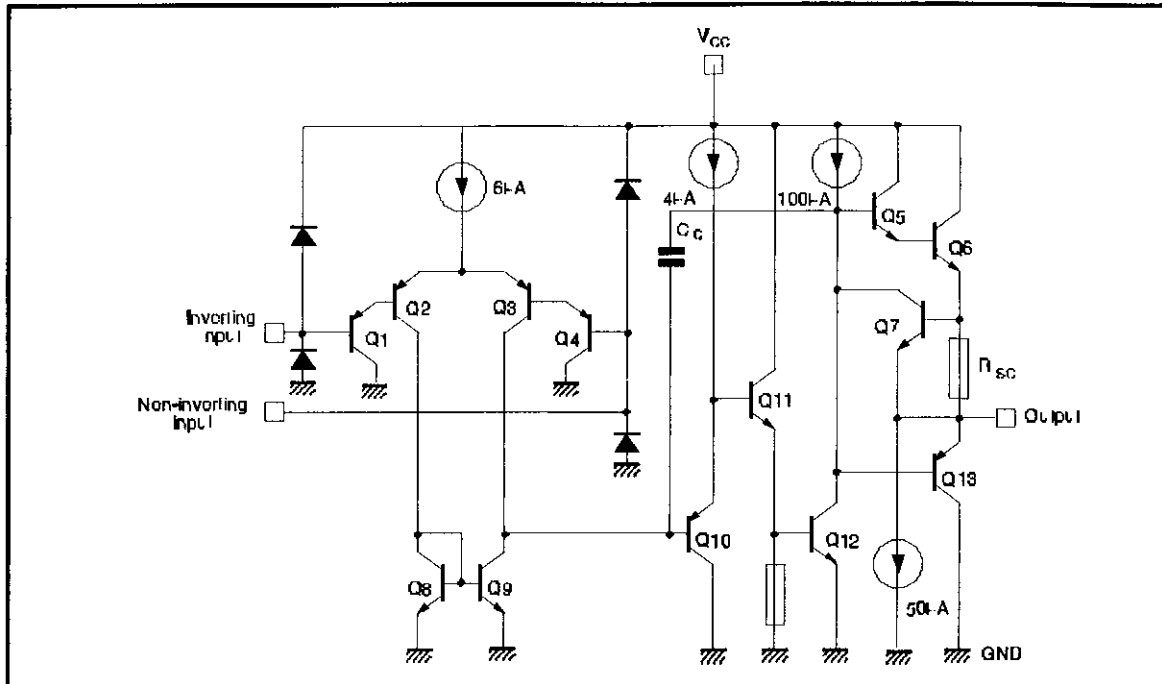 VCC
6µA
4µA
100µA
CC
Q5
Q6
Q2
Q3
Q7
Inverting
input
Q1
Q4
RSC
Non-inverting
input
Q11
Output
Q13
Q10
Q12
Q8
Q9
50µA
GND